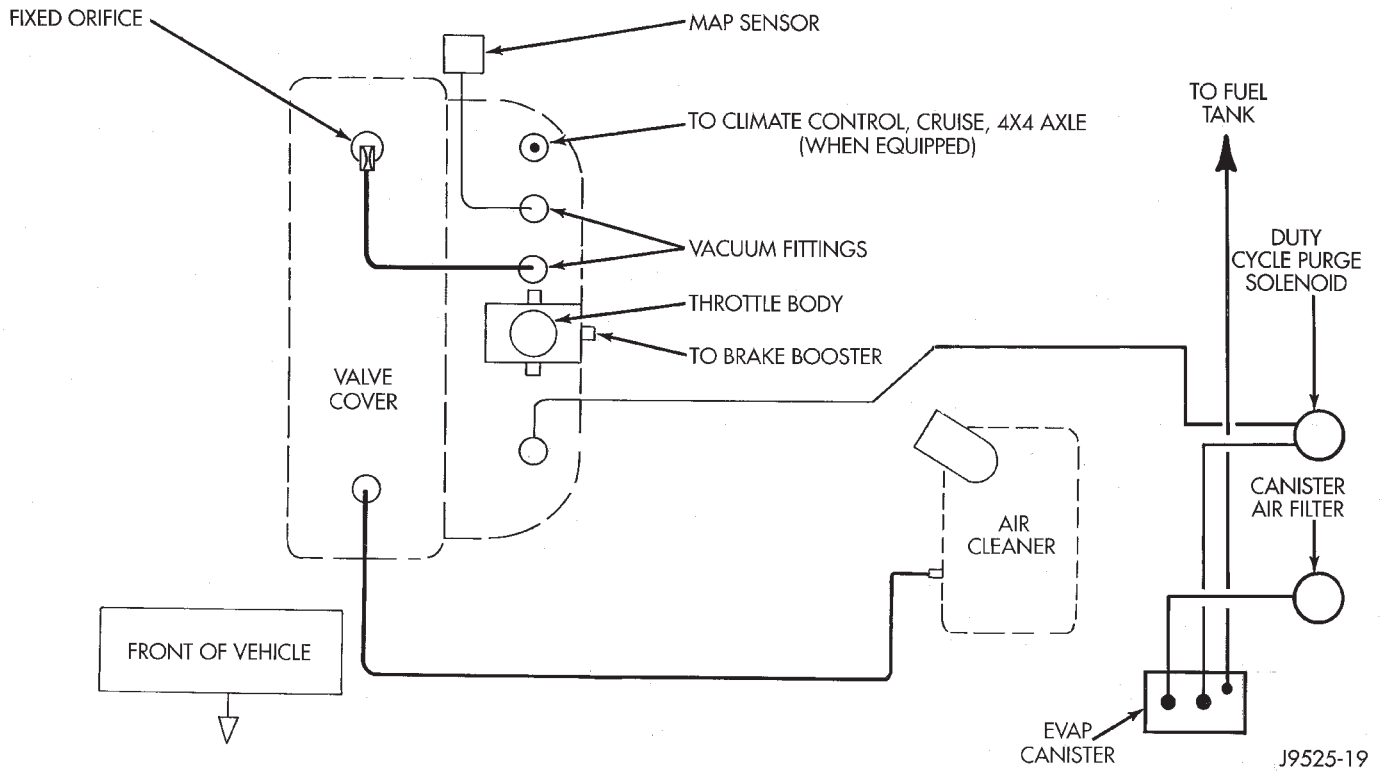 FIXED ORIFICE
MAP SENSOR
TO FUEL
TANK
TO CLIMATE CONTROL, CRUISE, 4X4 AXLE
(WHEN EQUIPPED)
VACUUM FITTINGS
DUTY
CYCLE PURGE
SOLENOID
THROTTLE BODY
TO BRAKE BOOSTER
VALVE
COVER
CANISTER
AIR FILTER
AIR
CLEANER
FRONT OF VEHICLE
EVAP
CANISTER
J9525-19